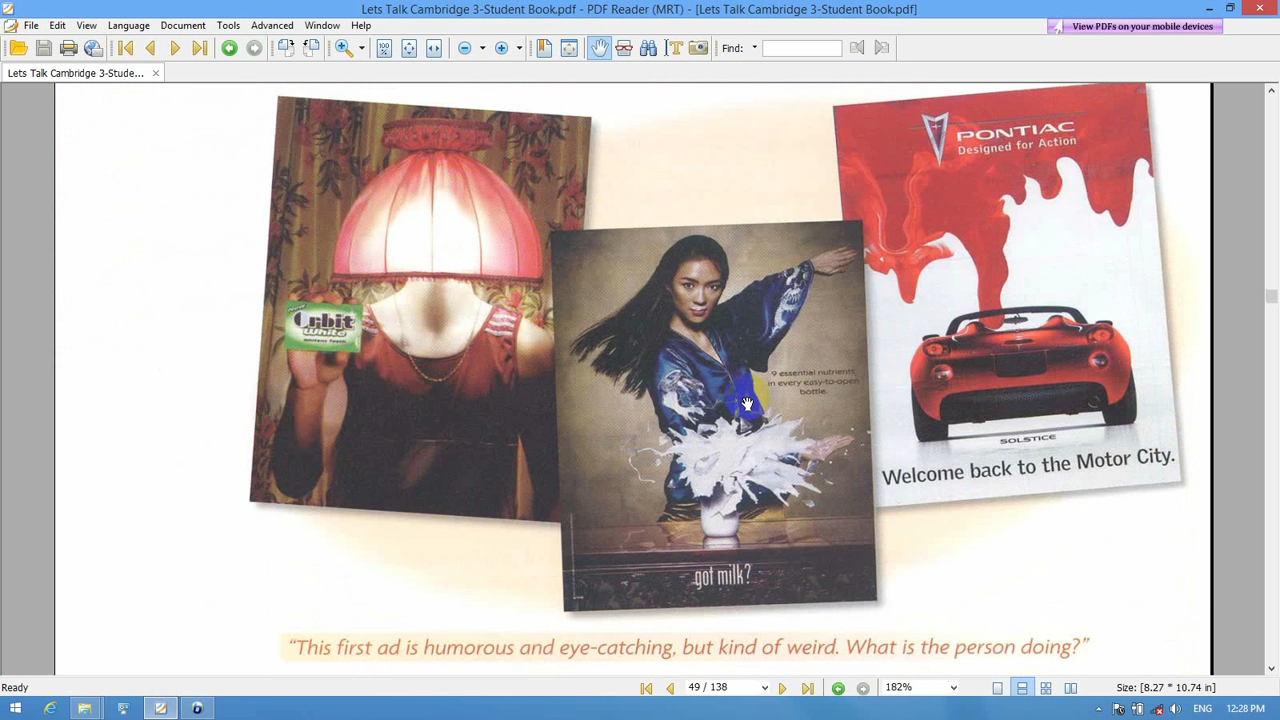 Lets Talk Cambridge 3-Student Book.pdf - PDF Reader (MRT) - [Lets Talk Cambridge 3-Student Book.pdf]
File Edit View Language Document Tools Advanced Window Help
View PDFs on your mobile devices
Find:
Lets Talk Cambridge 3-Stude...
PONTIAC
Designed for Action
Orbit
White
9 essential nutrients
in every easy-to-open
bottle.
SOLSTICE
Welcome back to the Motor City.
got milk?
"This first ad is humorous and eye-catching, but kind of weird. What is the person doing?"
Ready
49 / 138
182%
Size: [8.27 * 10.74 in]
ENG 12:28 PM